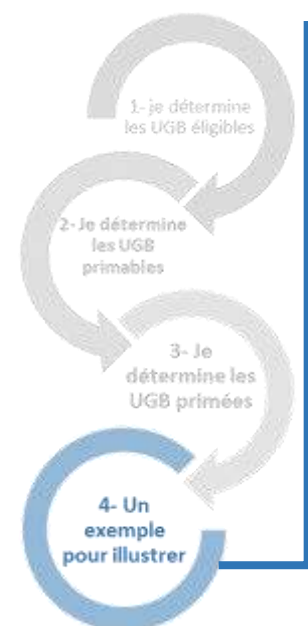 1- je détermine
les UGB éligibles
2- Je détermine
les UGB
primables
3- Je
détermine les
UGB primées
4- Un
exemple
pour illustrer